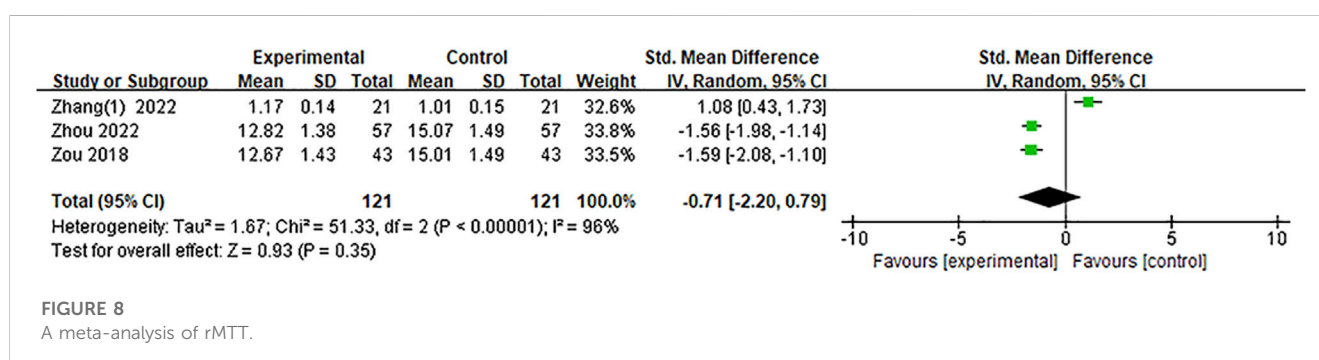 Experimental Control Std. Mean Difference Std. Mean Difference
Study or Subgroup Mean SD Total Mean SD Total Weight IV, Random, 95% CI IV, Random, 95% CI
Zhang(1) 2022 1.17 0.14 21 1.01 0.15 21 32.6% 1.08 [0.43, 1.73]
Zhou 2022 12.82 1.38 57 15.07 1.49 57 33.8% -1.56 [-1.98, -1.14]
Zou 2018 12.67 1.43 43 15.01 1.49 43 33.5% -1.59 [-2.08, -1.10]
Total (95% CI) 121 121 100.0% -0.71 [-2.20, 0.79]
Heterogeneity: Tau² = 1.67; Chi² = 51.33, df = 2 (P < 0.00001); I² = 96%
Test for overall effect: Z = 0.93 (P = 0.35)
-10 -5 0 5 10
Favours [experimental] Favours [control]
FIGURE 8
A meta-analysis of rMTT.